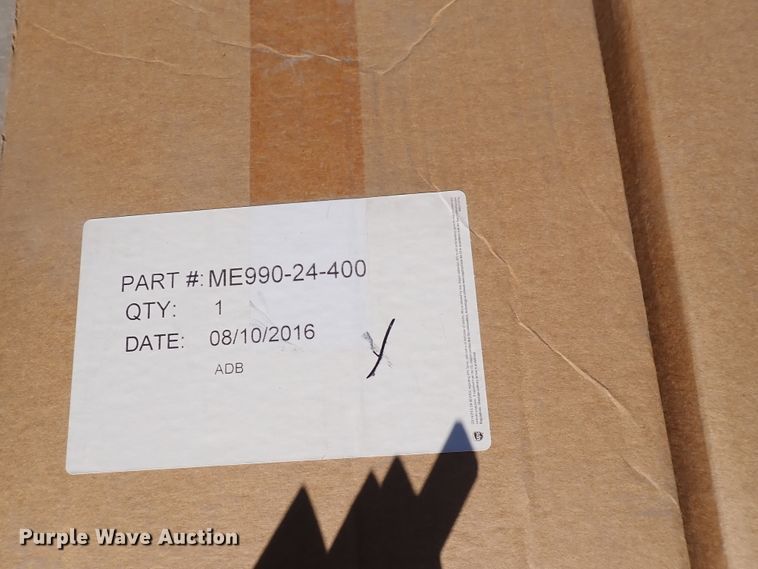 PART #: ME990-24-400
QTY: 1
DATE: 08/10/2016
ADB
Purple Wave Auction